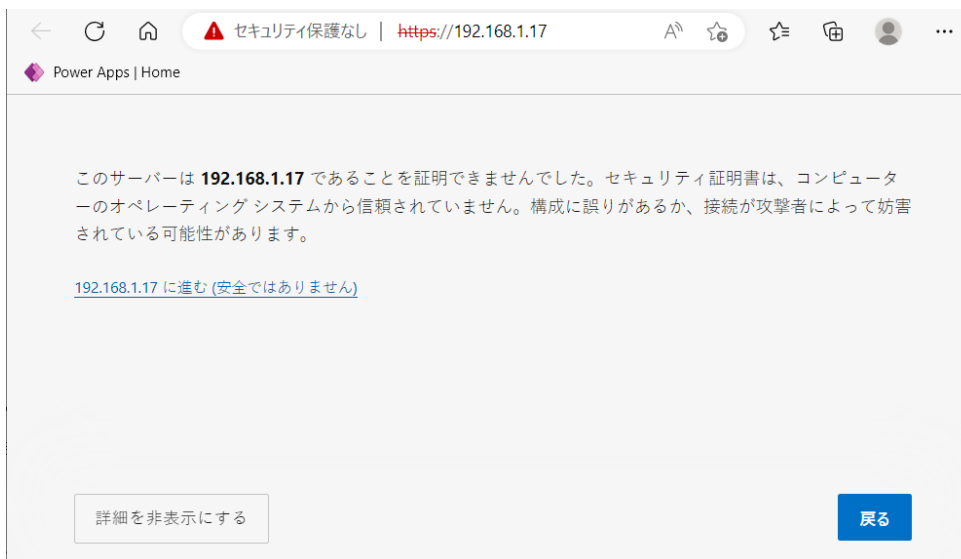 セキュリティ保護なし | https://192.168.1.17
Power Apps | Home
このサーバーは 192.168.1.17 であることを証明できませんでした。セキュリティ証明書は、コンピュータ
ーのオペレーティング システムから信頼されていません。構成に誤りがあるか、接続が攻撃者によって妨害
されている可能性があります。
192.168.1.17 に進む (安全ではありません)
詳細を非表示にする
戻る